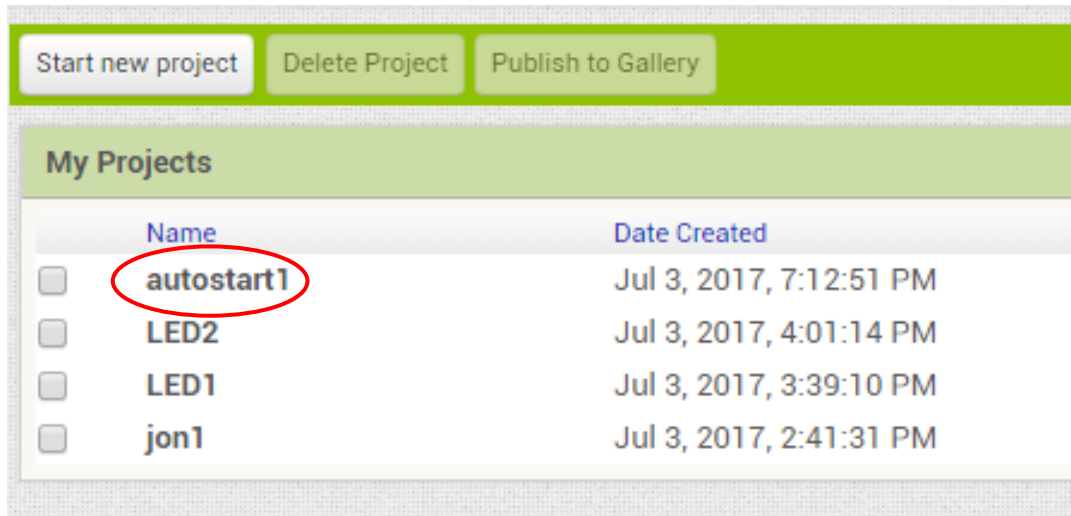 Start new project Delete Project Publish to Gallery
My Projects
Name Date Created
autostart1 Jul 3, 2017, 7:12:51 PM
LED2 Jul 3, 2017, 4:01:14 PM
LED1 Jul 3, 2017, 3:39:10 PM
jon1 Jul 3, 2017, 2:41:31 PM